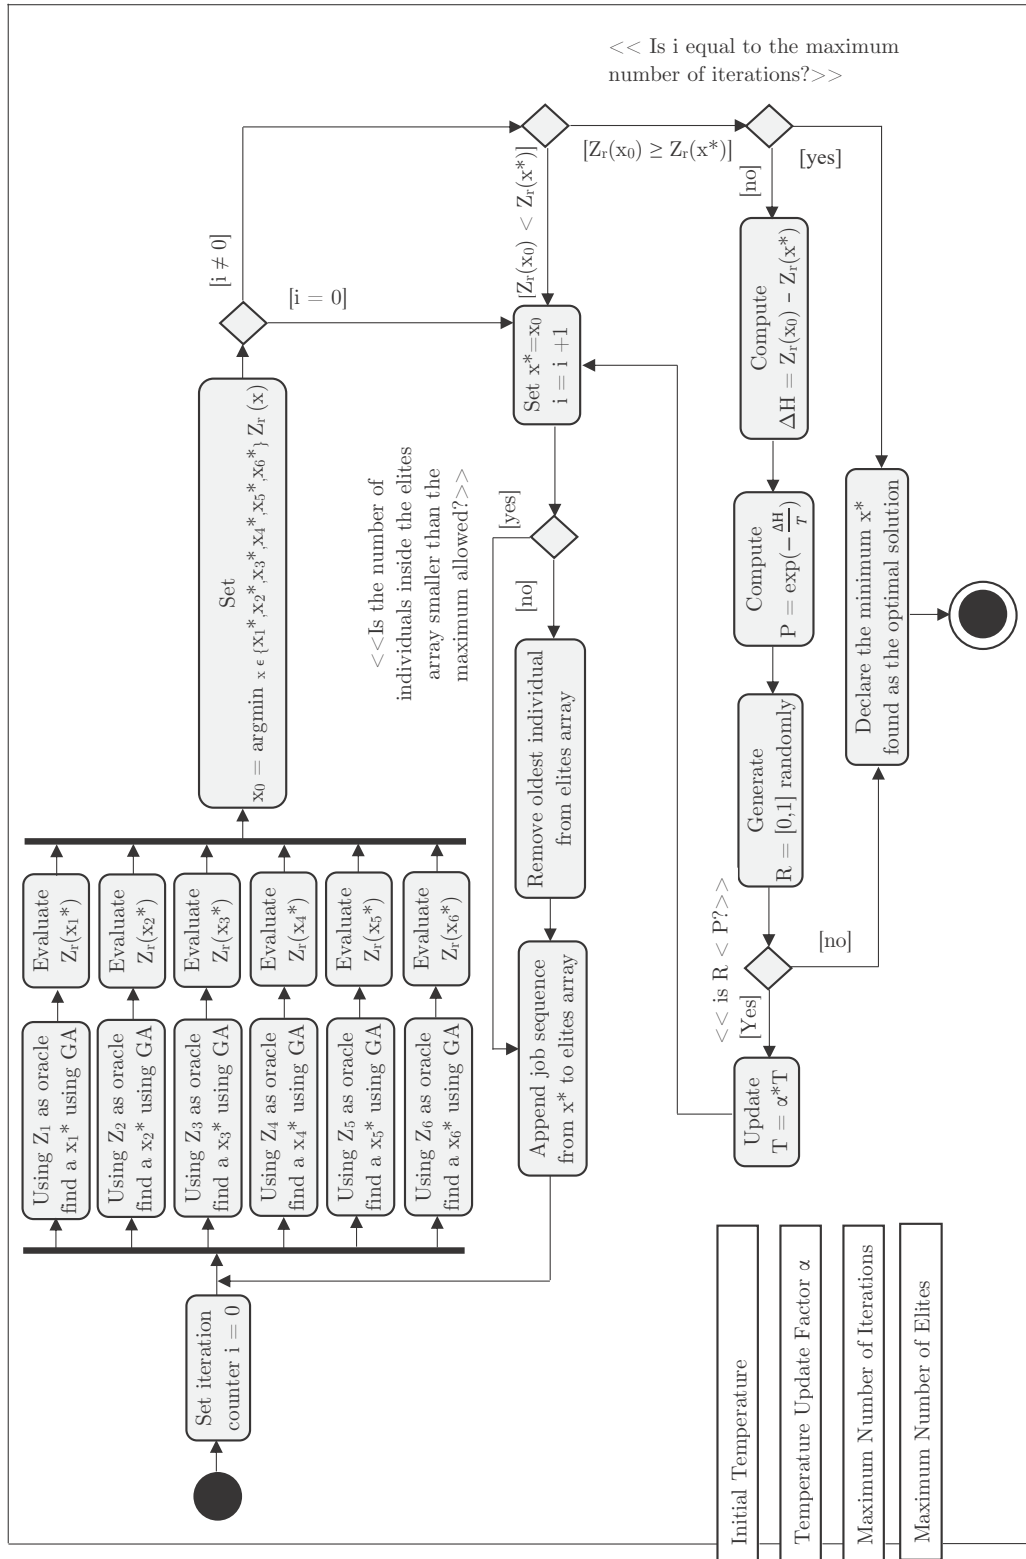 << Is i equal to the maximum
number of iterations?>>
[Zr(x0) ≥ Zr(x*)]
[yes]
[no]
[Zr(x0) < Zr(x*)]
[i ≠ 0]
[i = 0]
Set iteration
counter i = 0
Using Z1 as oracle
find a x1* using GA
Using Z2 as oracle
find a x2* using GA
Using Z3 as oracle
find a x3* using GA
Using Z4 as oracle
find a x4* using GA
Using Z5 as oracle
find a x5* using GA
Using Z6 as oracle
find a x6* using GA
Evaluate
Zr(x1*)
Evaluate
Zr(x2*)
Evaluate
Zr(x3*)
Evaluate
Zr(x4*)
Evaluate
Zr(x5*)
Evaluate
Zr(x6*)
Set
x0 = argmin x ϵ {x1*,x2*,x3*,x4*,x5*,x6*} Zr (x)
Set x*=x0
i = i +1
<<Is the number of
individuals inside the elites
array smaller than the
maximum allowed?>>
[yes]
[no]
Remove oldest individual
from elites array
Append job sequence
from x* to elites array
Compute
ΔH = Zr(x0) – Zr(x*)
Compute
P = exp(−ΔH/T)
Generate
R = [0,1] randomly
<< is R < P?>>
[Yes]
[no]
Update
T = α*T
Declare the minimum x*
found as the optimal solution
Initial Temperature
Temperature Update Factor α
Maximum Number of Iterations
Maximum Number of Elites